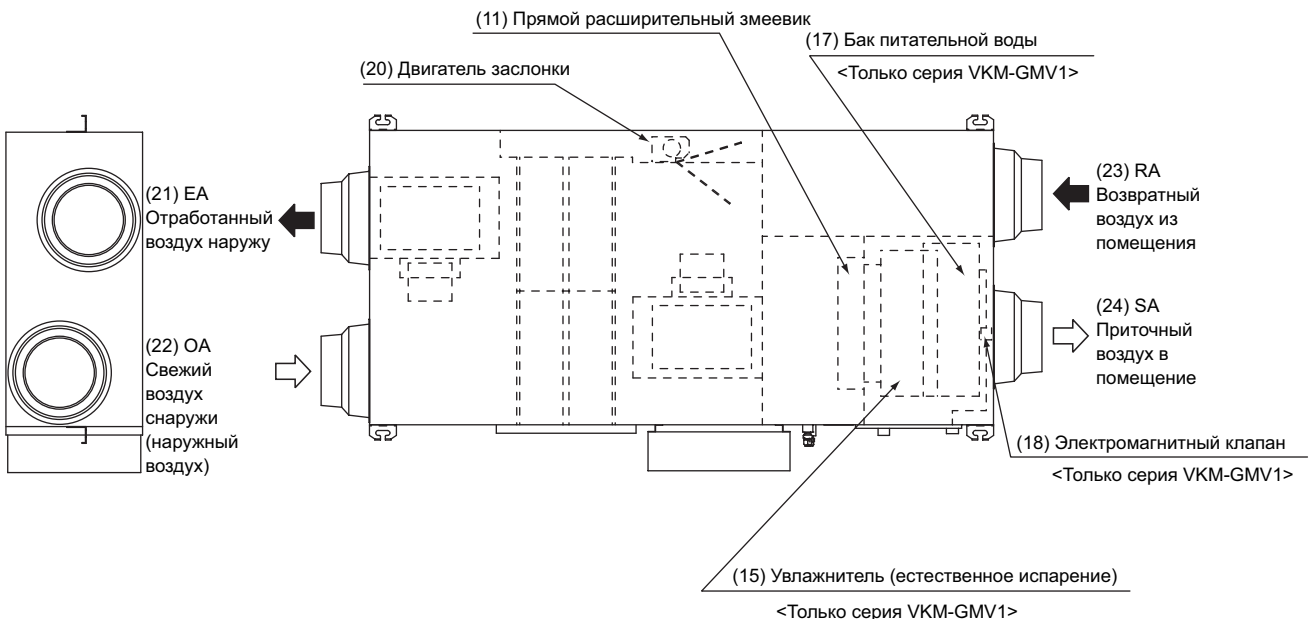 (11) Прямой расширительный змеевик
(17) Бак питательной воды
<Только серия VKM-GMV1>
(20) Двигатель заслонки
(21) EA
Отработанный
воздух наружу
(22) OA
Свежий
воздух
снаружи
(наружный
воздух)
(23) RA
Возвратный
воздух из
помещения
(24) SA
Приточный
воздух в
помещение
(18) Электромагнитный клапан
<Только серия VKM-GMV1>
(15) Увлажнитель (естественное испарение)
<Только серия VKM-GMV1>